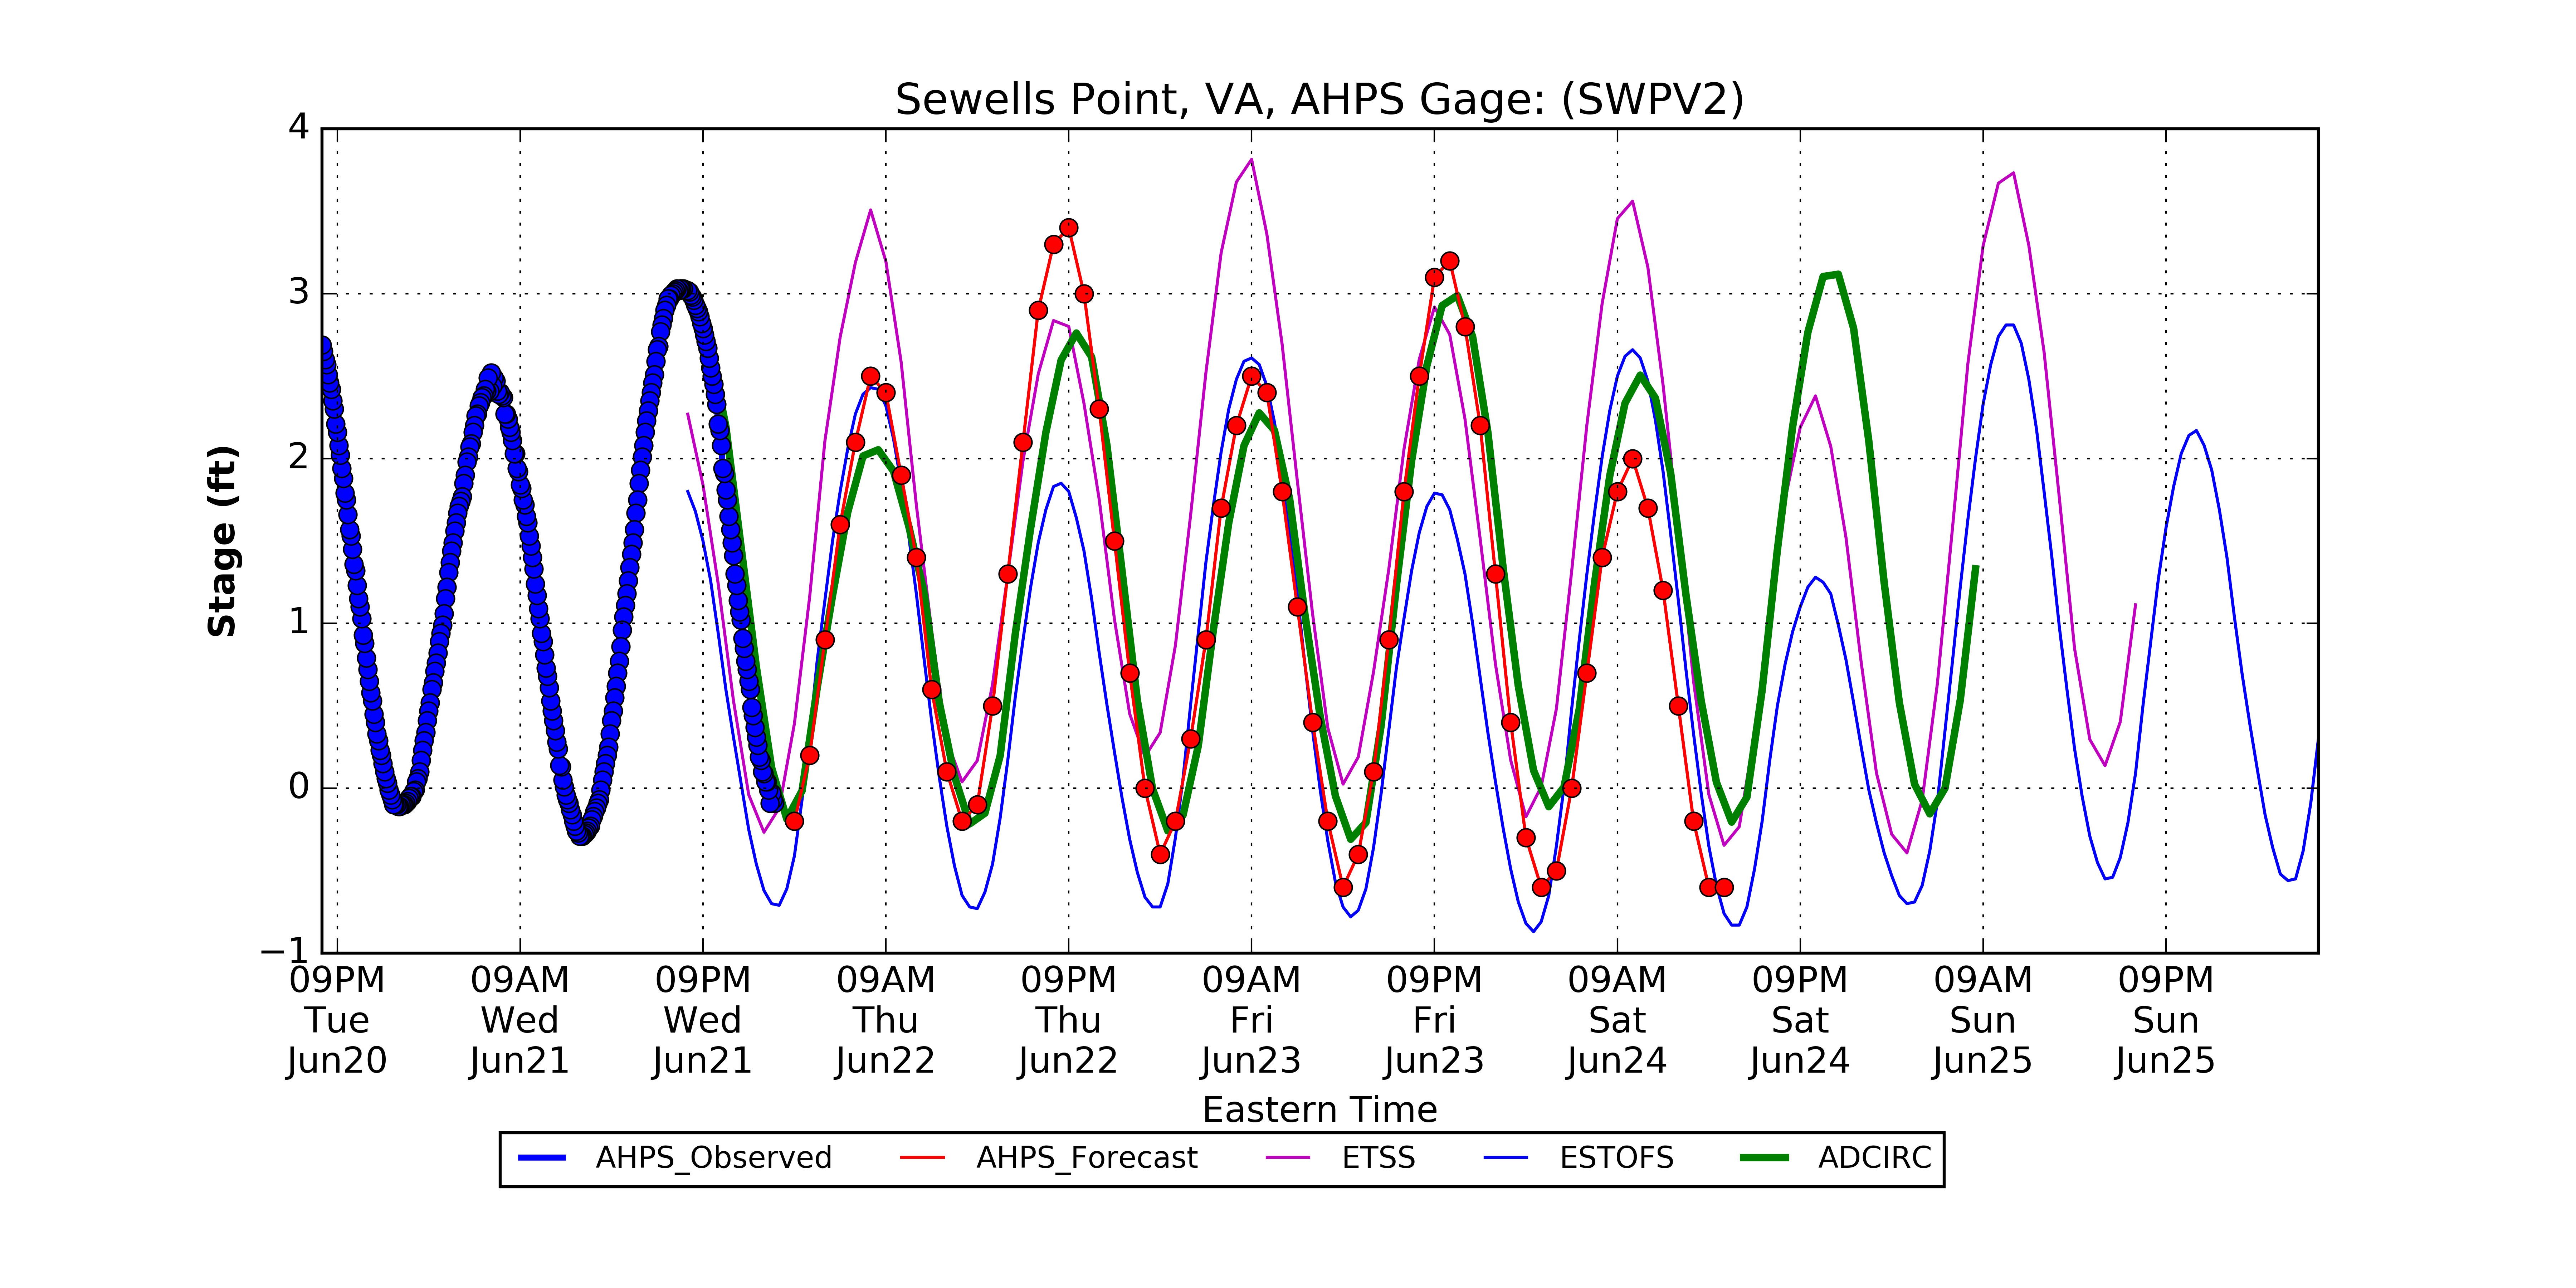 Sewells Point, VA, AHPS Gage: (SWPV2)
4
3
2
1
0
−1
Stage (ft)
09PM 09AM 09PM 09AM 09PM 09AM 09PM 09AM 09PM 09AM 09PM
Tue Wed Wed Thu Thu Fri Fri Sat Sat Sun Sun
Jun20 Jun21 Jun21 Jun22 Jun22 Jun23 Jun23 Jun24 Jun24 Jun25 Jun25
Eastern Time
AHPS_Observed AHPS_Forecast ETSS ESTOFS ADCIRC